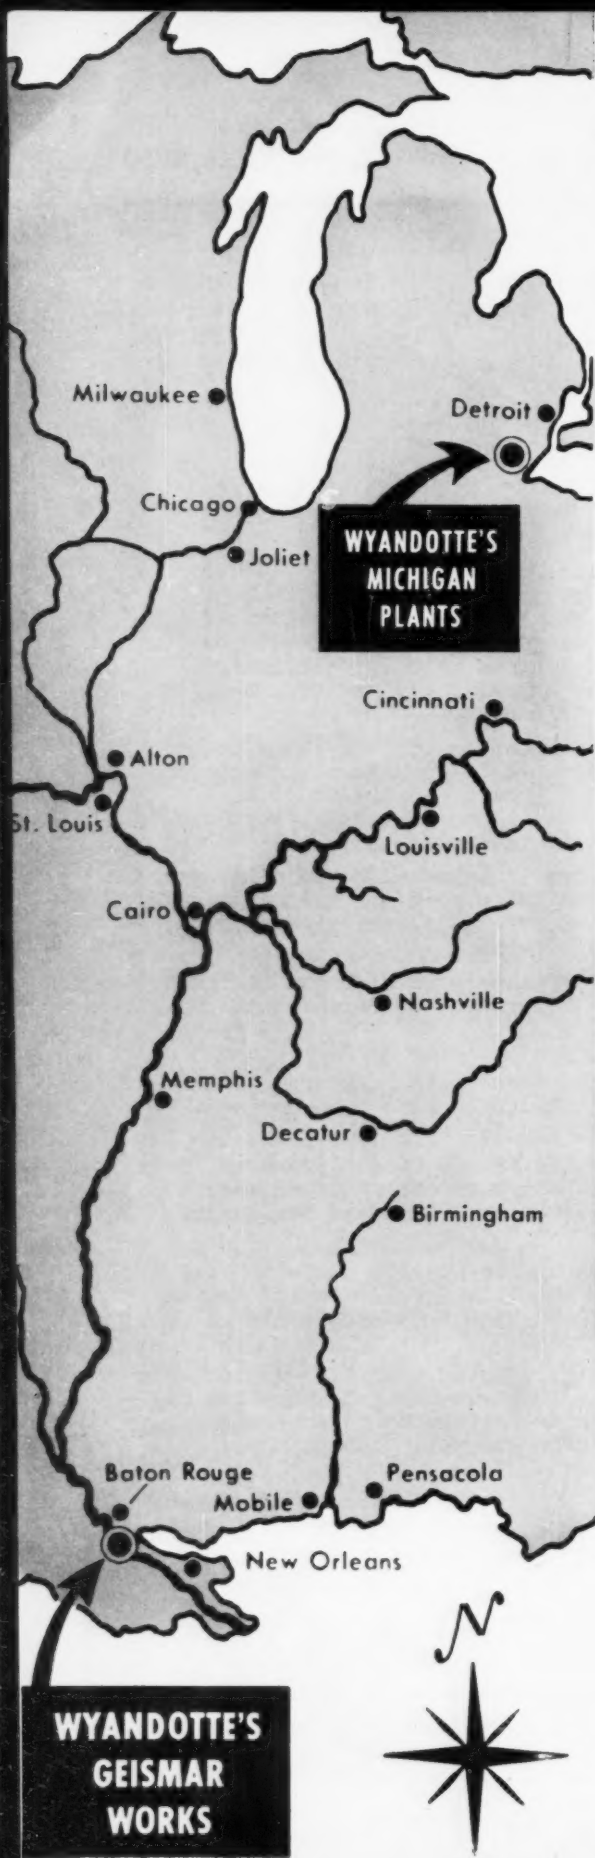 Milwaukee
Detroit
Chicago
Joliet
WYANDOTTE'S
MICHIGAN
PLANTS
Cincinnati
Alton
St. Louis
Louisville
Cairo
Nashville
Memphis
Decatur
Birmingham
Baton Rouge
Pensacola
Mobile
New Orleans
N
WYANDOTTE'S
GEISMAR
WORKS